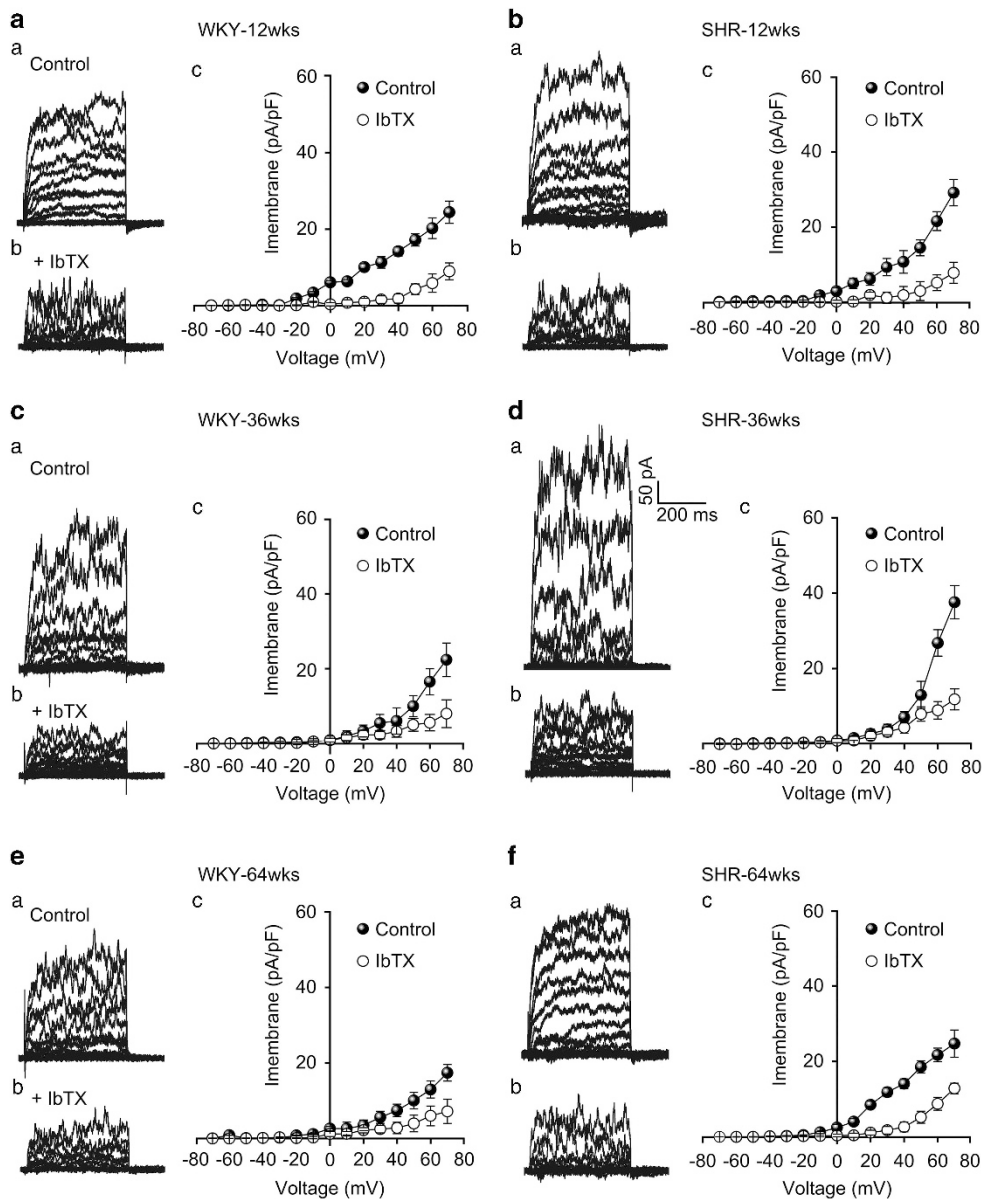 a
WKY-12wks
a
Control
b
+ IbTX
c
Imembrane (pA/pF)
60
40
20
Control
IbTX
-80 -60 -40 -20 0 20 40 60 80
Voltage (mV)
b
SHR-12wks
a
b
c
Imembrane (pA/pF)
60
40
20
Control
IbTX
-80 -60 -40 -20 0 20 40 60 80
Voltage (mV)
c
WKY-36wks
a
Control
b
+ IbTX
c
Imembrane (pA/pF)
60
40
20
Control
IbTX
-80 -60 -40 -20 0 20 40 60 80
Voltage (mV)
d
SHR-36wks
a
50 pA
200 ms
b
c
Imembrane (pA/pF)
60
40
20
Control
IbTX
-80 -60 -40 -20 0 20 40 60 80
Voltage (mV)
e
WKY-64wks
a
Control
b
+ IbTX
c
Imembrane (pA/pF)
60
40
20
Control
IbTX
-80 -60 -40 -20 0 20 40 60 80
Voltage (mV)
f
SHR-64wks
a
b
c
Imembrane (pA/pF)
60
40
20
Control
IbTX
-80 -60 -40 -20 0 20 40 60 80
Voltage (mV)